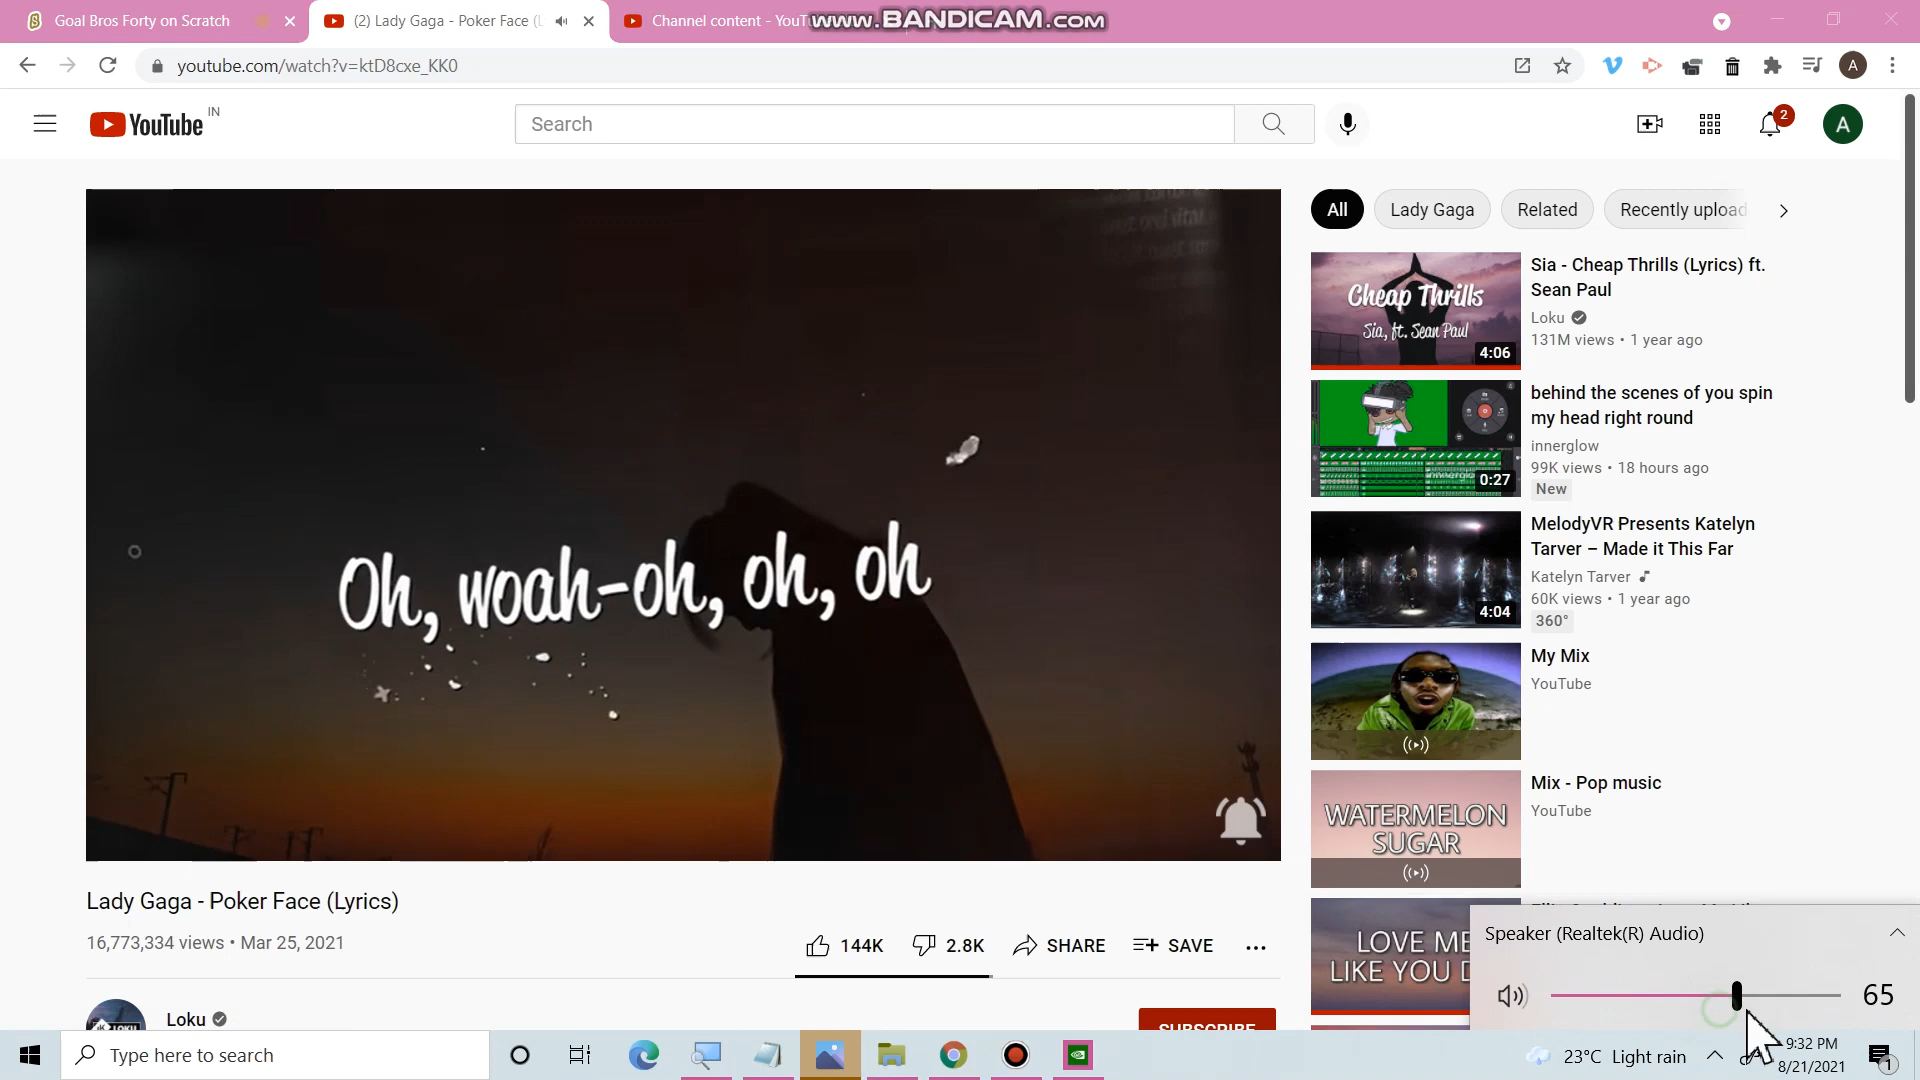 Goal Bros Forty on Scratch
(2) Lady Gaga - Poker Face (L
Channel content - YouT
www.BANDICAM.com
youtube.com/watch?v=ktD8cxe_KK0
A
YouTube IN
Search
2
A
Oh, woah-oh, oh, oh
All
Lady Gaga
Related
Recently upload
Cheap Thrills
Sia, ft. Sean Paul
4:06
Sia - Cheap Thrills (Lyrics) ft.
Sean Paul
Loku
131M views • 1 year ago
0:27
behind the scenes of you spin
my head right round
innerglow
99K views • 18 hours ago
New
4:04
MelodyVR Presents Katelyn
Tarver – Made it This Far
Katelyn Tarver
60K views • 1 year ago
360°
My Mix
YouTube
WATERMELON
SUGAR
Mix - Pop music
YouTube
LOVE ME
LIKE YOU D
Lady Gaga - Poker Face (Lyrics)
16,773,334 views • Mar 25, 2021
144K
2.8K
SHARE
SAVE
LOKU
Loku
SUBSCRIBE
Speaker (Realtek(R) Audio)
65
Type here to search
23°C Light rain
9:32 PM
8/21/2021
1